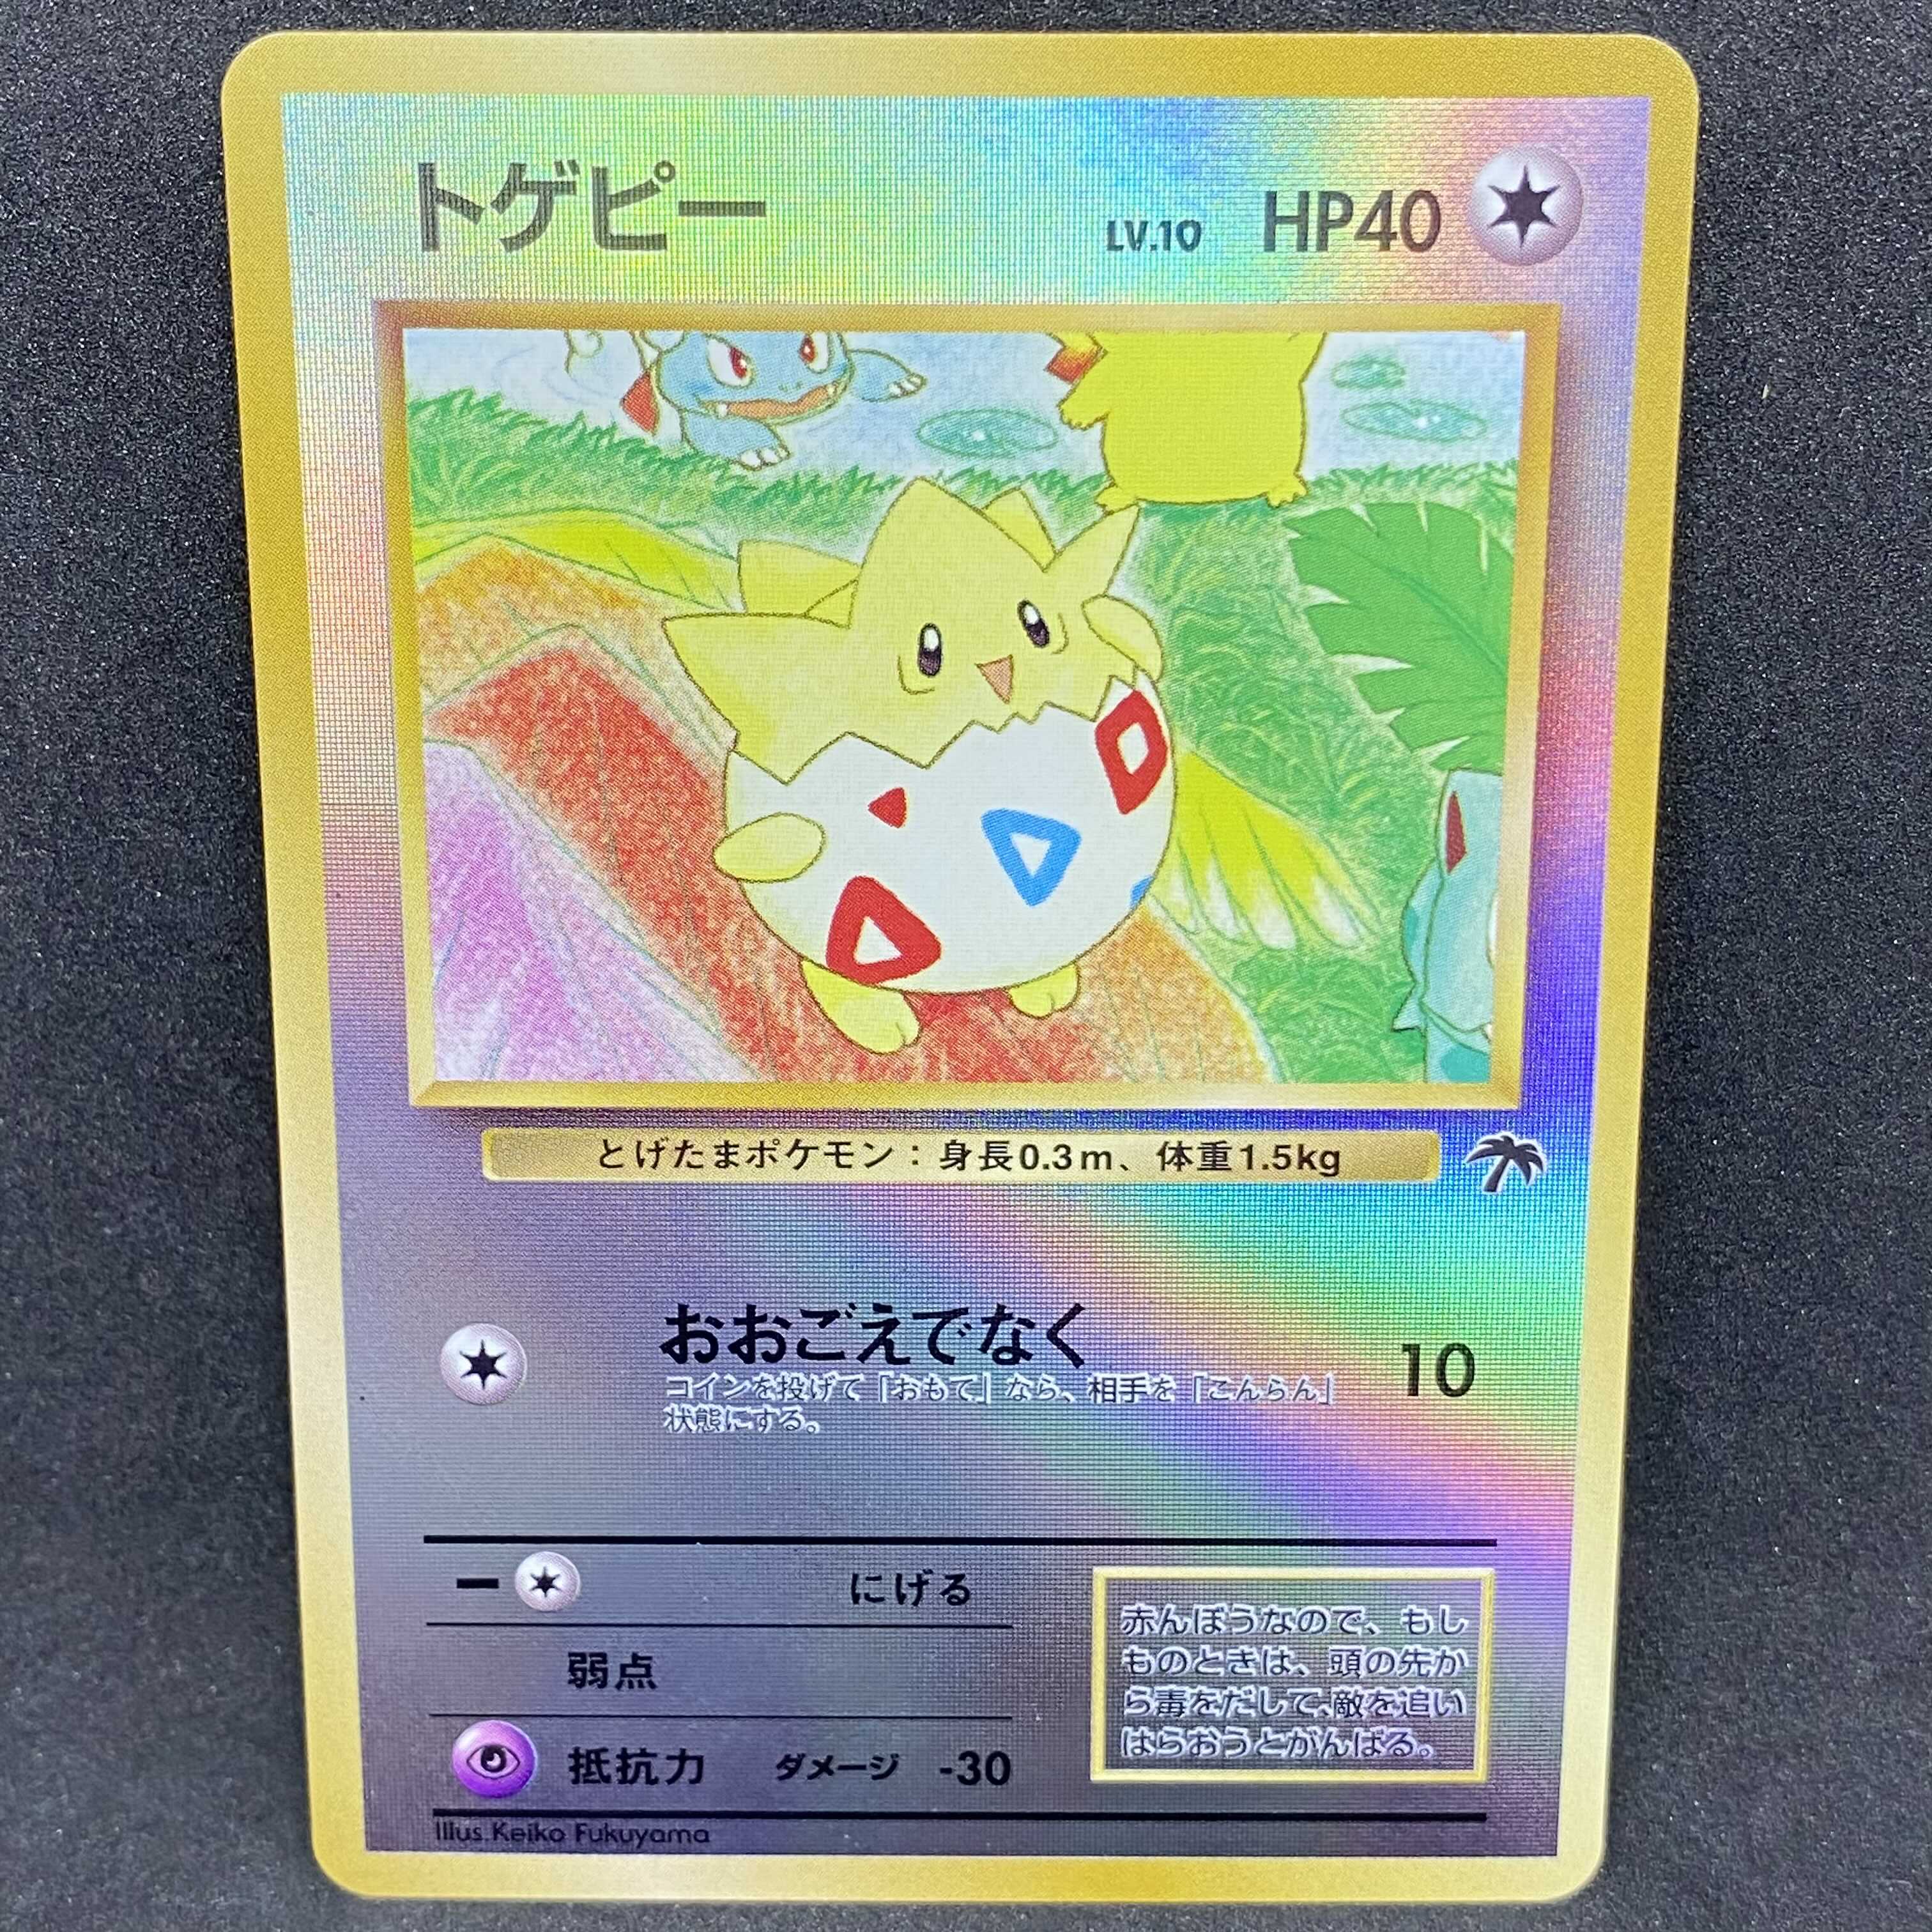 トゲピー
LV.10 HP40
とげたまポケモン：身長0.3m、体重1.5kg
おおごえでなく 10
コインを投げて「おもて」なら、相手を「こんらん」
状態にする。
ー にげる
弱点
抵抗力 ダメージ -30
赤んぼうなので、もし
ものときは、頭の先か
ら毒をだして、敵を追い
はらおうとがんばる。
Illus.Keiko Fukuyama